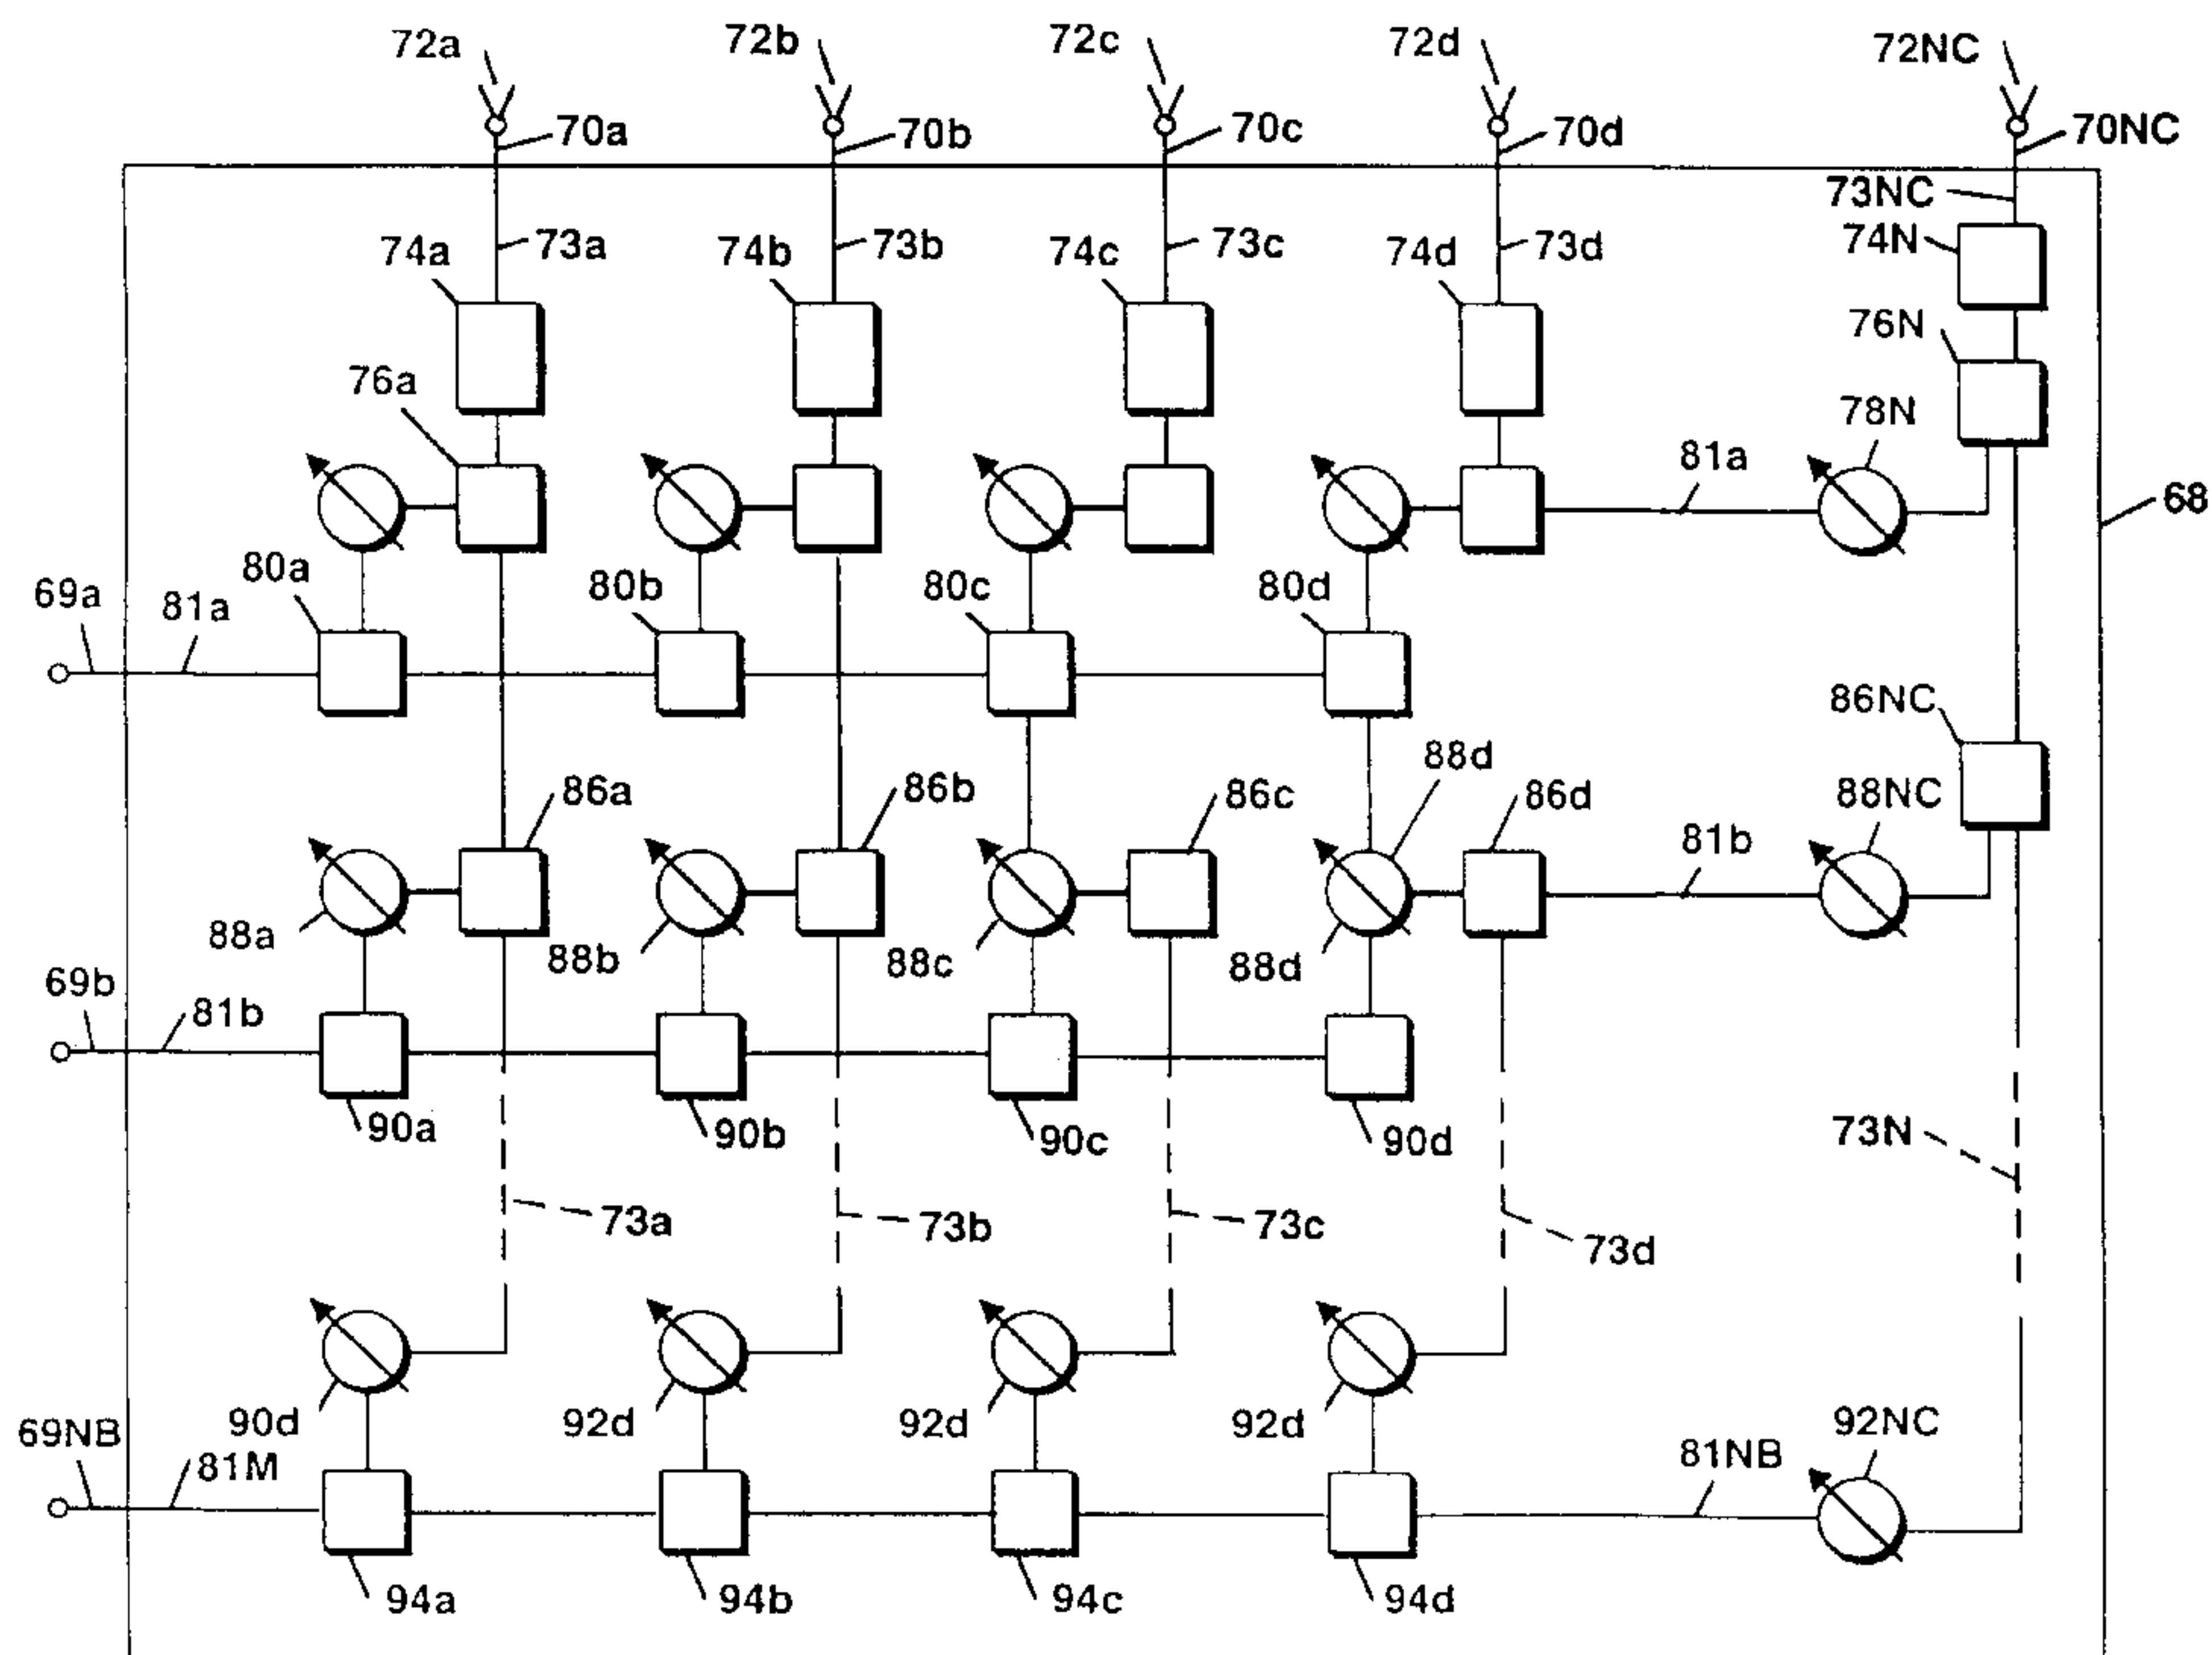 72a 72b 72c 72d 72NC
70a 70b 70c 70d 70NC
73NC
74a 73a 74b 73b 74c 73c 74d 73d 74N
76N
76a 78N
81a
68
80a 80b 80c 80d
69a 81a
86NC
88d
86a 86b 86c 86d 88NC
81b
88a 88b 88c 88d
69b 81b
90a 90b 90c 90d 73N
73a 73b 73c 73d
90d 92d 92d 92d 92NC
69NB 81M 81NB
94a 94b 94c 94d